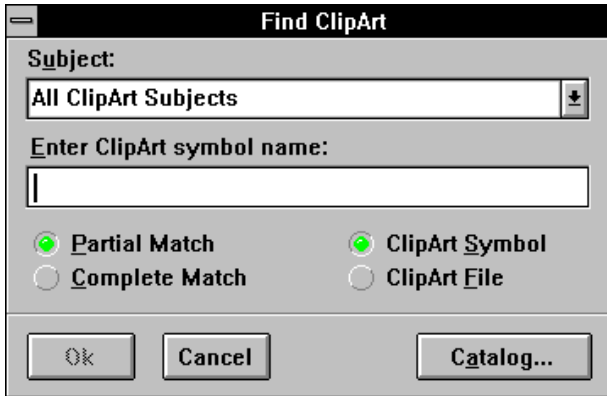 Find ClipArt
Subject:
All ClipArt Subjects
Enter ClipArt symbol name:
Partial Match
ClipArt Symbol
Complete Match
ClipArt File
Ok
Cancel
Catalog...